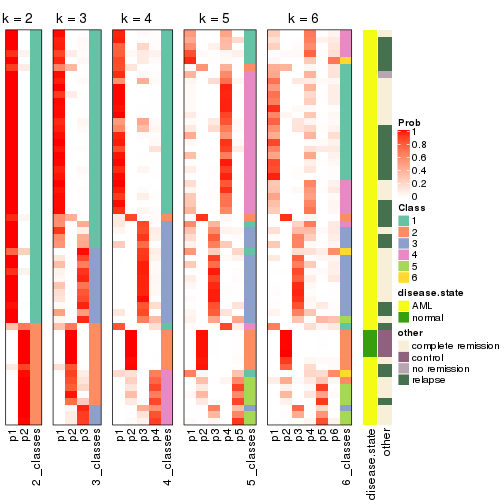 k = 2
k = 3
k = 4
k = 5
k = 6
p1
p2
2_classes
p1
p2
p3
3_classes
p1
p2
p3
p4
4_classes
p1
p2
p3
p4
p5
5_classes
p1
p2
p3
p4
p5
p6
6_classes
disease.state
other
Prob
1
0.8
0.6
0.4
0.2
0
Class
1
2
3
4
5
6
disease.state
AML
normal
other
complete remission
control
no remission
relapse